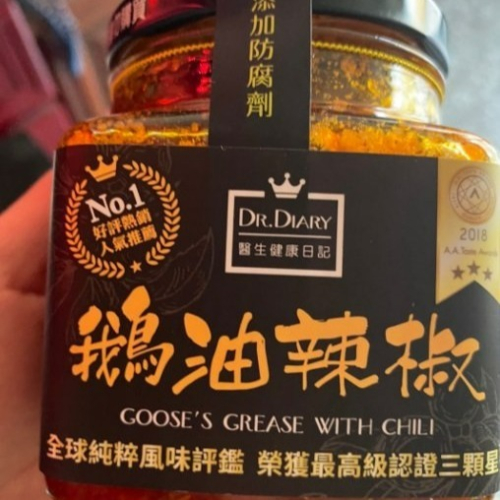 添加防腐劑
No.1
好評熱銷
人氣推薦
DR.DIARY
醫生健康日記
2018
A.A. Taste Awards
鵝油辣椒
GOOSE'S GREASE WITH CHILI
全球純粹風味評鑑 榮獲最高級認證三顆星